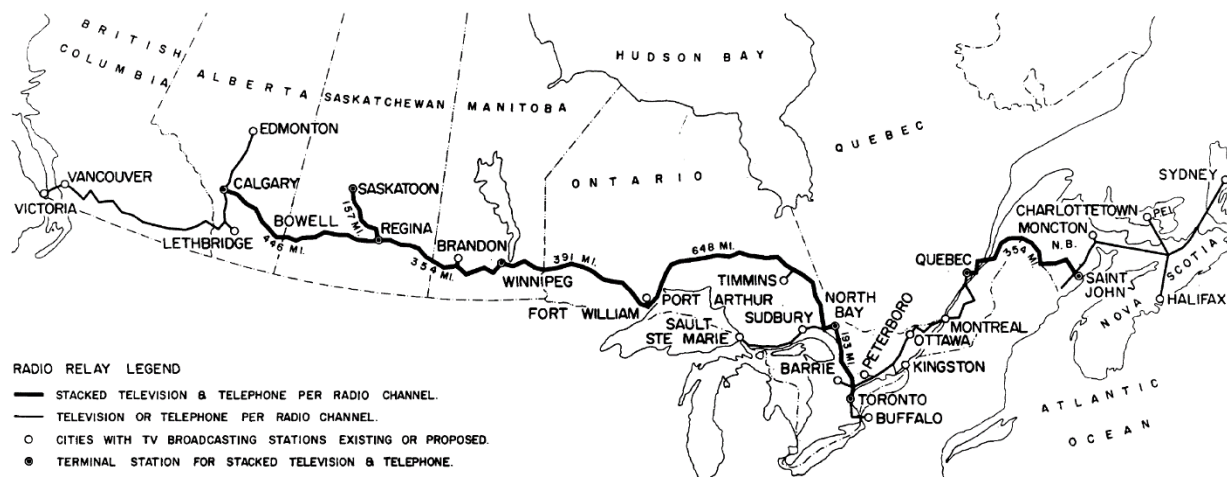 BRITISH COLUMBIA
ALBERTA
SASKATCHEWAN
MANITOBA
HUDSON BAY
ONTARIO
QUEBEC
EDMONTON
VANCOUVER
VICTORIA
CALGARY
LETHBRIDGE
BOWELL
446 MI.
SASKATOON
157 MI.
REGINA
354 MI.
BRANDON
WINNIPEG
391 MI.
FORT WILLIAM
PORT ARTHUR
648 MI.
TIMMINS
SUDBURY
SAULT
STE MARIE
NORTH
BAY
193 MI.
BARRIE
PETERBORO
TORONTO
BUFFALO
KINGSTON
OTTAWA
MONTREAL
QUEBEC
354 MI.
SAINT
JOHN
N.B.
MONCTON
CHARLOTTETOWN
P.E.I.
SYDNEY
NOVA SCOTIA
HALIFAX
ATLANTIC
OCEAN
RADIO RELAY LEGEND
STACKED TELEVISION & TELEPHONE PER RADIO CHANNEL.
TELEVISION OR TELEPHONE PER RADIO CHANNEL.
CITIES WITH TV BROADCASTING STATIONS EXISTING OR PROPOSED.
TERMINAL STATION FOR STACKED TELEVISION & TELEPHONE.